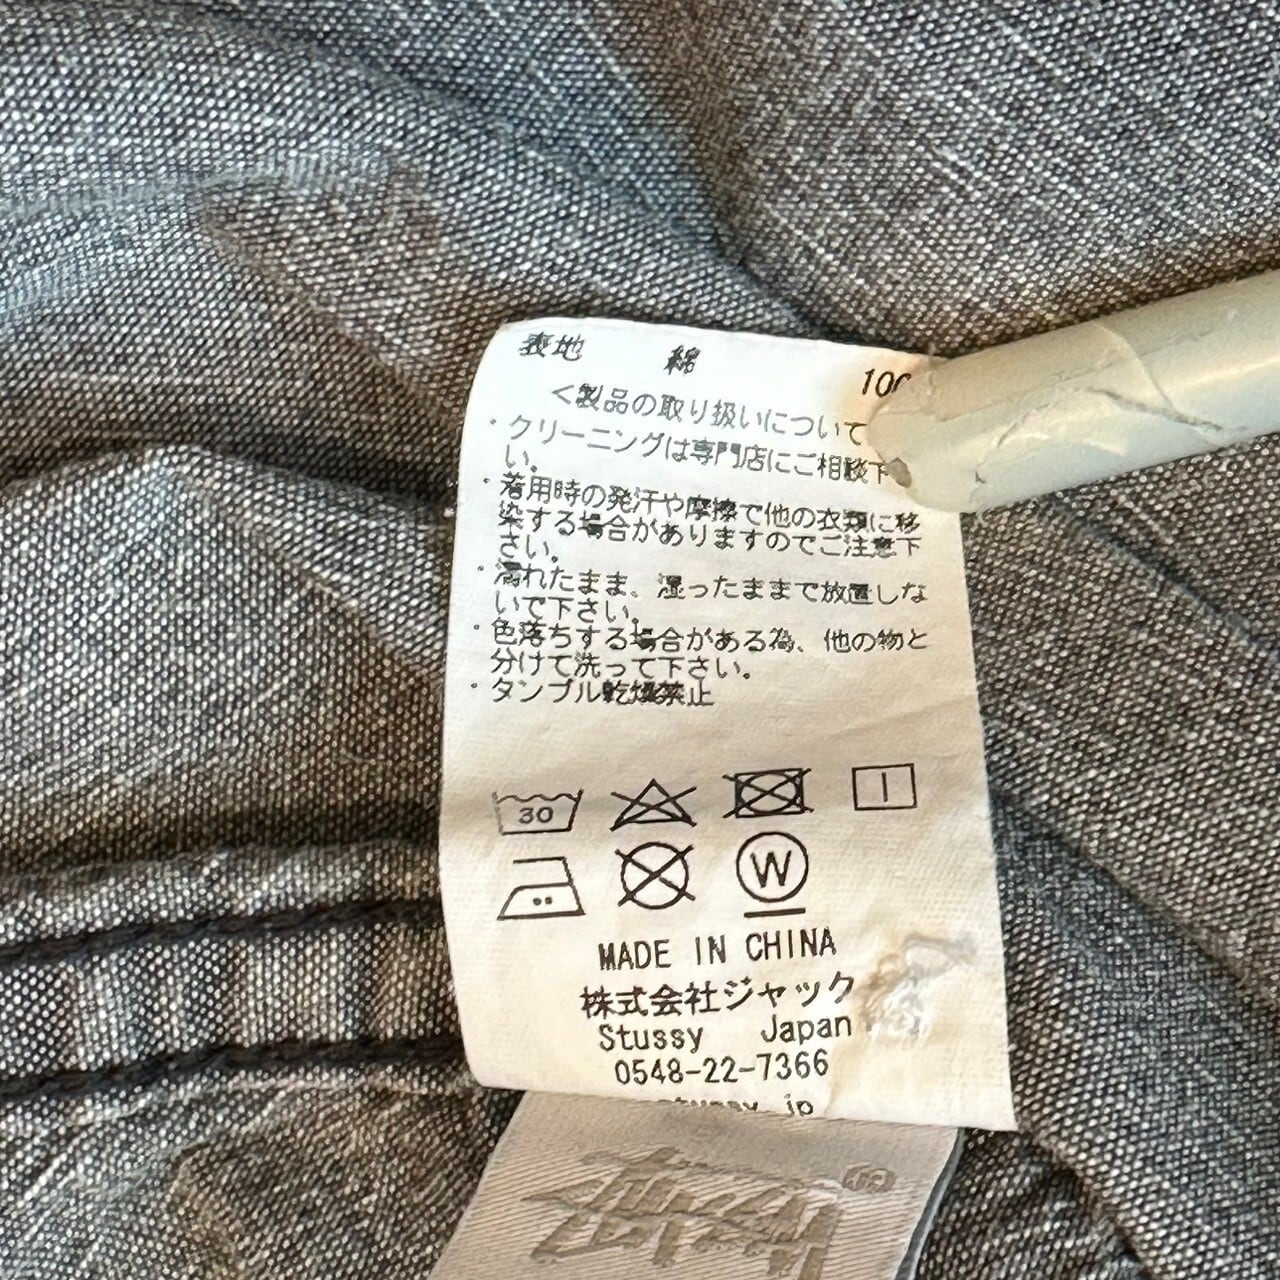 表地 綿 100
<製品の取り扱いについて
・クリーニングは専門店にご相談下
い。
・着用時の発汗や摩擦で他の衣類に移
染する場合がありますのでご注意下
さい。
・濡れたまま、湿ったままで放置しな
いで下さい。
・色落ちする場合がある為、他の物と
分けて洗って下さい。
・タンブル乾燥禁止
30
W
MADE IN CHINA
株式会社ジャック
Stussy Japan
0548-22-7366
stussy.jp